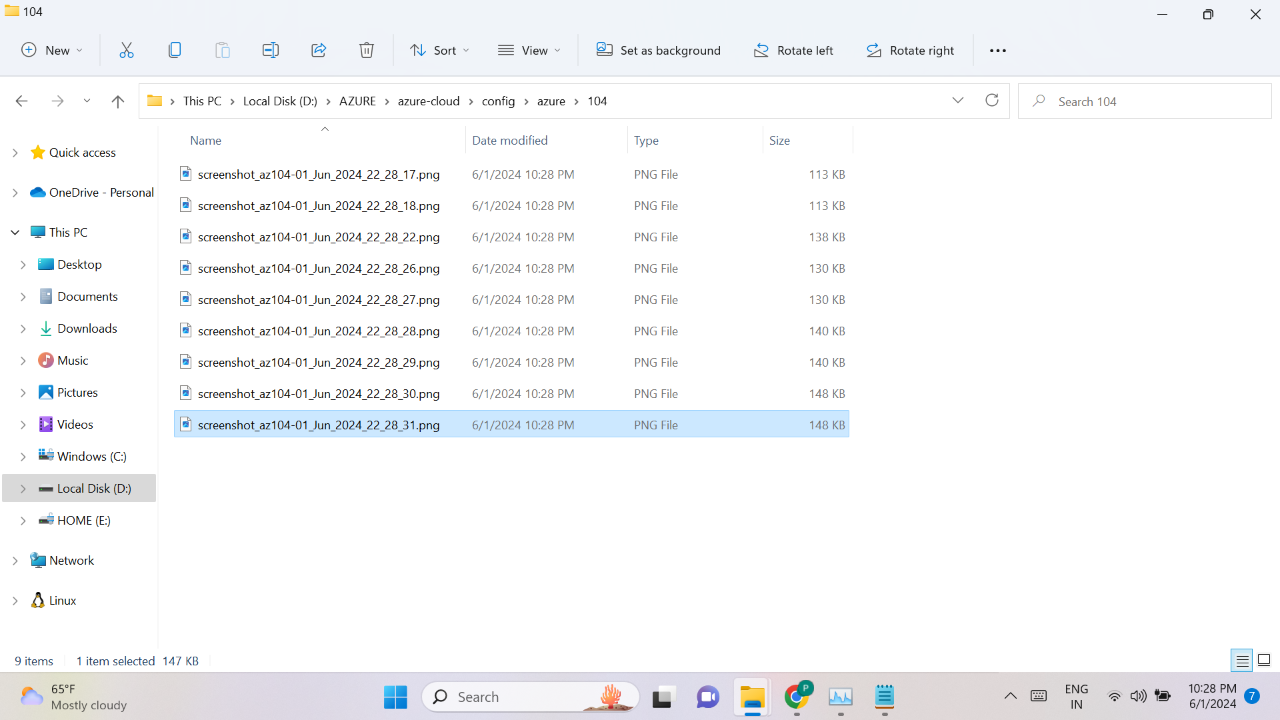 104
New
Sort
View
Set as background
Rotate left
Rotate right
This PC
Local Disk (D:)
AZURE
azure-cloud
config
azure
104
Search 104
Quick access
OneDrive - Personal
This PC
Desktop
Documents
Downloads
Music
Pictures
Videos
Windows (C:)
Local Disk (D:)
HOME (E:)
Network
Linux
Name Date modified Type Size
screenshot_az104-01_Jun_2024_22_28_17.png 6/1/2024 10:28 PM PNG File 113 KB
screenshot_az104-01_Jun_2024_22_28_18.png 6/1/2024 10:28 PM PNG File 113 KB
screenshot_az104-01_Jun_2024_22_28_22.png 6/1/2024 10:28 PM PNG File 138 KB
screenshot_az104-01_Jun_2024_22_28_26.png 6/1/2024 10:28 PM PNG File 130 KB
screenshot_az104-01_Jun_2024_22_28_27.png 6/1/2024 10:28 PM PNG File 130 KB
screenshot_az104-01_Jun_2024_22_28_28.png 6/1/2024 10:28 PM PNG File 140 KB
screenshot_az104-01_Jun_2024_22_28_29.png 6/1/2024 10:28 PM PNG File 140 KB
screenshot_az104-01_Jun_2024_22_28_30.png 6/1/2024 10:28 PM PNG File 148 KB
screenshot_az104-01_Jun_2024_22_28_31.png 6/1/2024 10:28 PM PNG File 148 KB
9 items 1 item selected 147 KB
65°F
Mostly cloudy
Search
P
ENG
IN
10:28 PM
6/1/2024
7